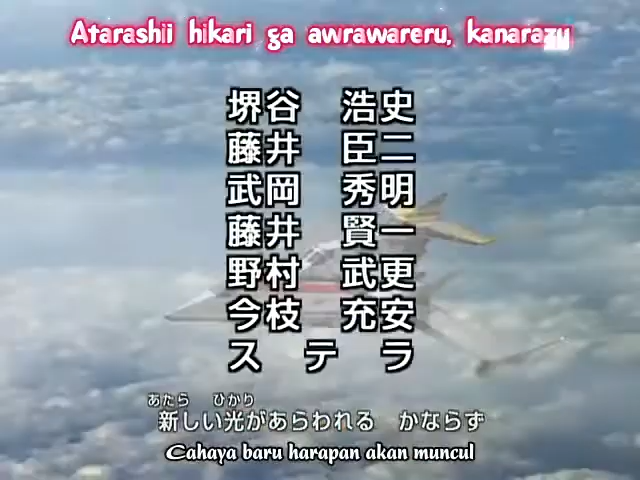 Atarashii hikari ga awrawareru, kanarazu
堺谷 浩史
藤井 臣二
武岡 秀明
藤井 賢一
野村 武更
今枝 充安
ステラ
あたら ひかり
新しい光があらわれる かならず
Cahaya baru harapan akan muncul